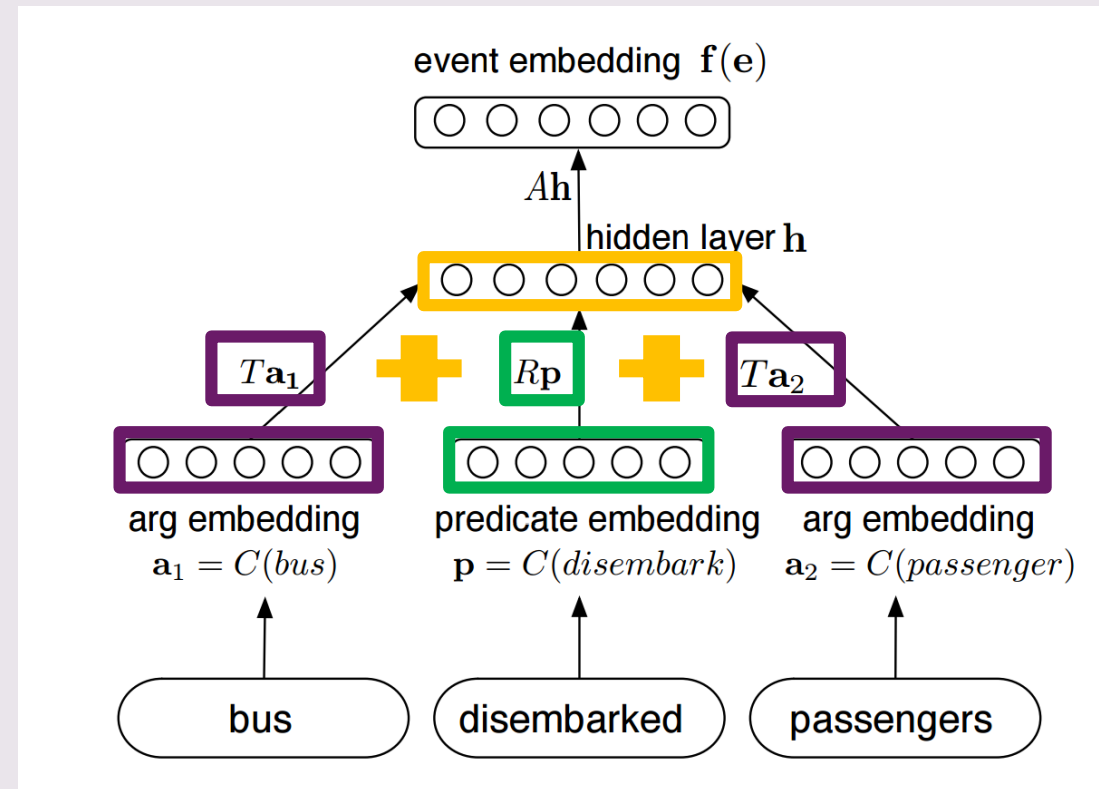 event embedding f(e)
Ah
hidden layer h
Ta₁ Rp Ta₂
arg embedding predicate embedding arg embedding
a₁ = C(bus) p = C(disembark) a₂ = C(passenger)
bus disembarked passengers